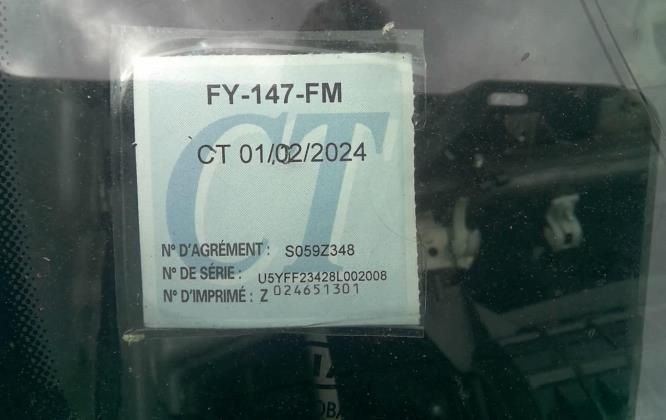 FY-147-FM
CT
CT 01/02/2024
N° D'AGRÉMENT : S059Z348
N° DE SÉRIE : U5YFF23428L002008
N° D'IMPRIMÉ : Z 024651301